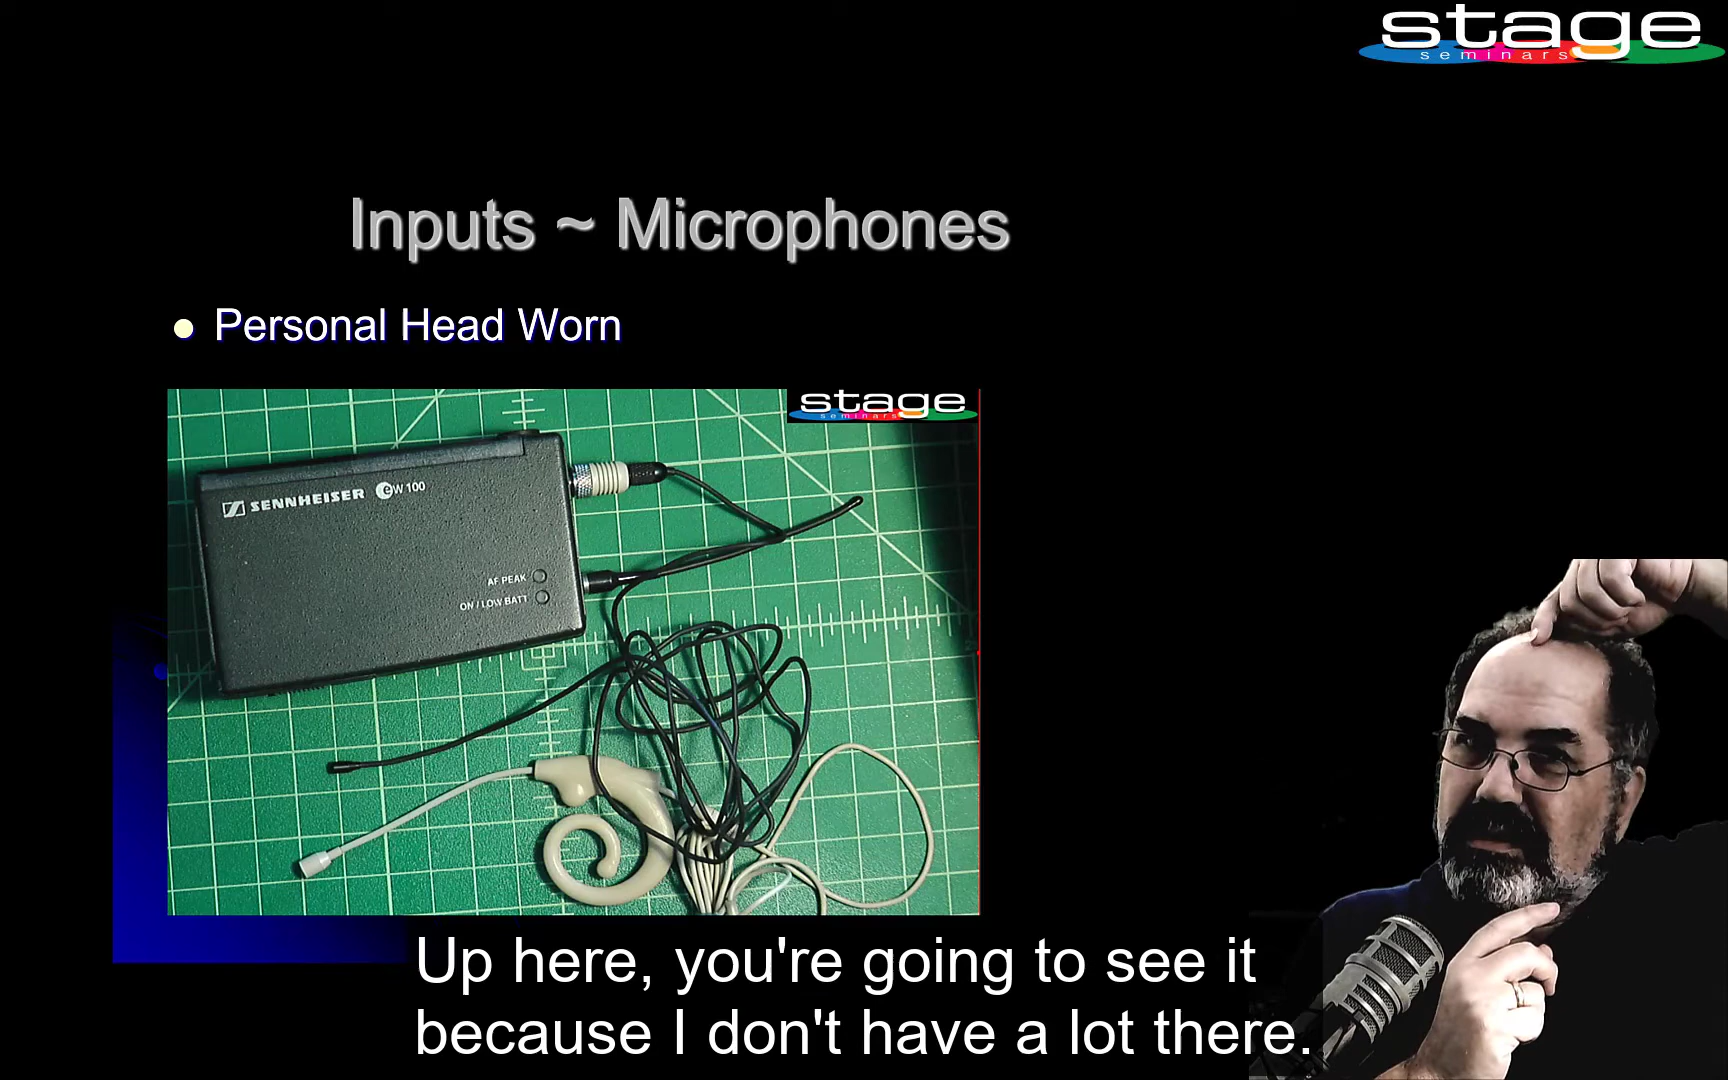 stage
seminars
Inputs ~ Microphones
Personal Head Worn
stage
seminars
SENNHEISER ew 100
AF PEAK
ON / LOW BATT
Up here, you're going to see it
because I don't have a lot there.